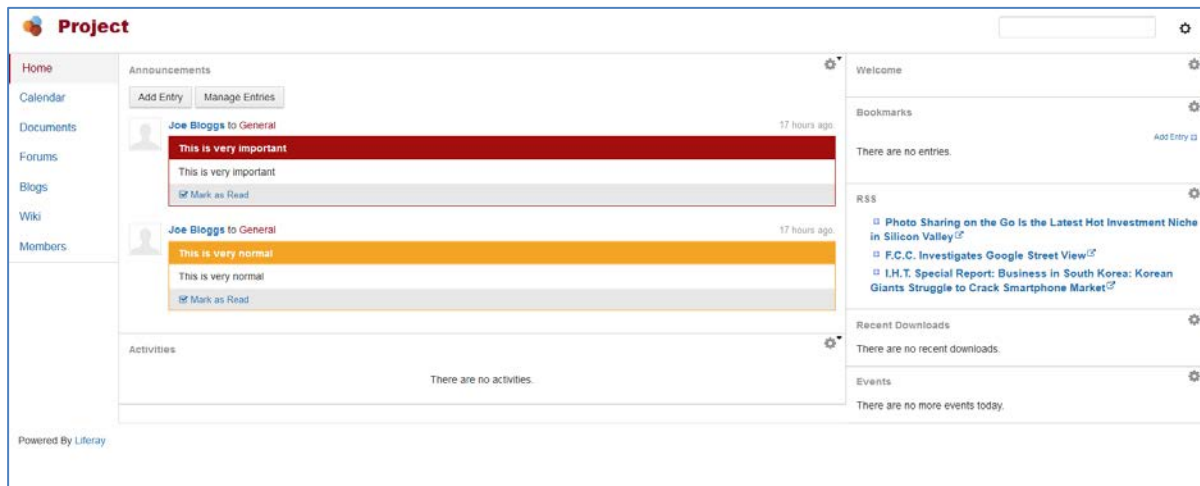 Project
Home
Calendar
Documents
Forums
Blogs
Wiki
Members
Announcements
Add Entry
Manage Entries
Joe Bloggs to General
17 hours ago.
This is very important
This is very important
Mark as Read
Joe Bloggs to General
17 hours ago.
This is very normal
This is very normal
Mark as Read
Activities
There are no activities.
Welcome
Bookmarks
Add Entry
There are no entries.
RSS
Photo Sharing on the Go Is the Latest Hot Investment Niche
in Silicon Valley
F.C.C. Investigates Google Street View
I.H.T. Special Report: Business in South Korea: Korean
Giants Struggle to Crack Smartphone Market
Recent Downloads
There are no recent downloads.
Events
There are no more events today.
Powered By Liferay